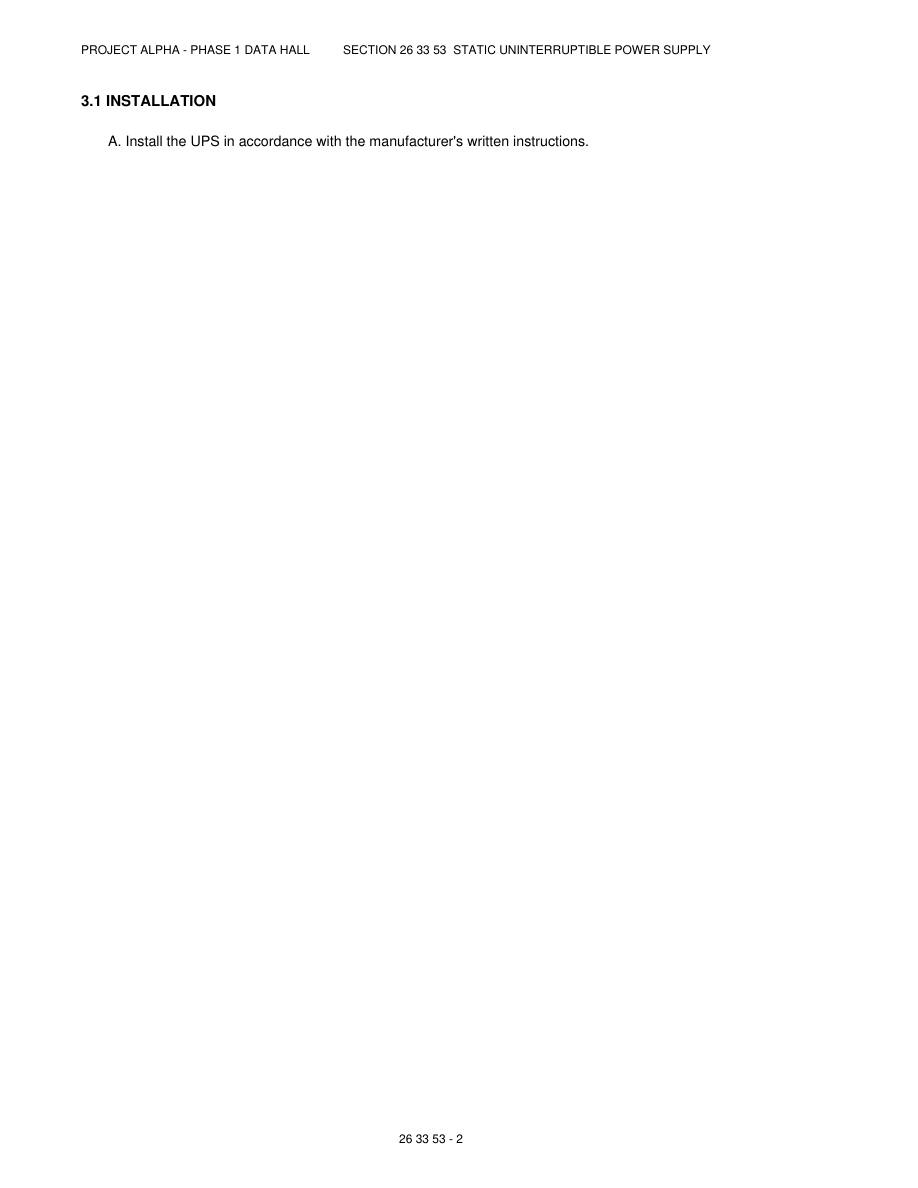 PROJECT ALPHA - PHASE 1 DATA HALL SECTION 26 33 53 STATIC UNINTERRUPTIBLE POWER SUPPLY
3.1 INSTALLATION
A. Install the UPS in accordance with the manufacturer's written instructions.
26 33 53 - 2